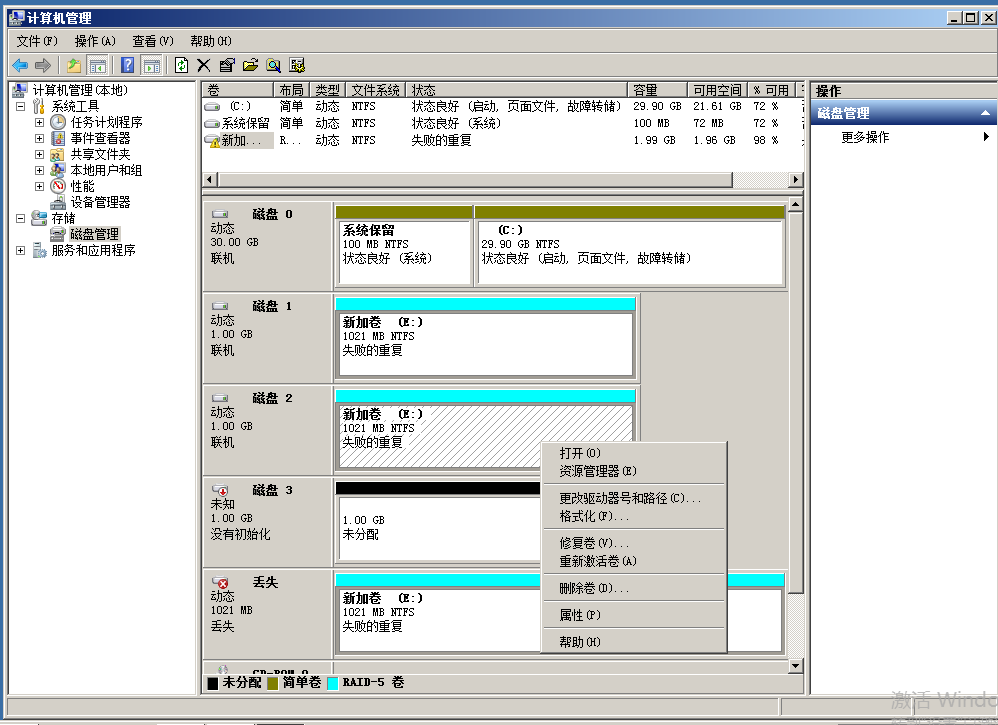 计算机管理
文件(F) 操作(A) 查看(V) 帮助(H)
计算机管理(本地)
系统工具
任务计划程序
事件查看器
共享文件夹
本地用户和组
性能
设备管理器
存储
磁盘管理
服务和应用程序
卷 布局 类型 文件系统 状态 容量 可用空间 % 可用
(C:) 简单 动态 NTFS 状态良好 (启动, 页面文件, 故障转储) 29.90 GB 21.61 GB 72 %
系统保留 简单 动态 NTFS 状态良好 (系统) 100 MB 72 MB 72 %
新加... R... 动态 NTFS 失败的重复 1.99 GB 1.96 GB 98 %
磁盘 0
动态
30.00 GB
联机
系统保留
100 MB NTFS
状态良好 (系统)
(C:)
29.90 GB NTFS
状态良好 (启动, 页面文件, 故障转储)
磁盘 1
动态
1.00 GB
联机
新加卷 (E:)
1021 MB NTFS
失败的重复
磁盘 2
动态
1.00 GB
联机
新加卷 (E:)
1021 MB NTFS
失败的重复
磁盘 3
未知
1.00 GB
没有初始化
1.00 GB
未分配
丢失
动态
1021 MB
丢失
新加卷 (E:)
1021 MB NTFS
失败的重复
CD-ROM 0
未分配 简单卷 RAID-5 卷
打开(O)
资源管理器(E)
更改驱动器号和路径(C)...
格式化(F)...
修复卷(V)...
重新激活卷(A)
删除卷(D)...
属性(P)
帮助(H)
操作
磁盘管理
更多操作
激活 Windo